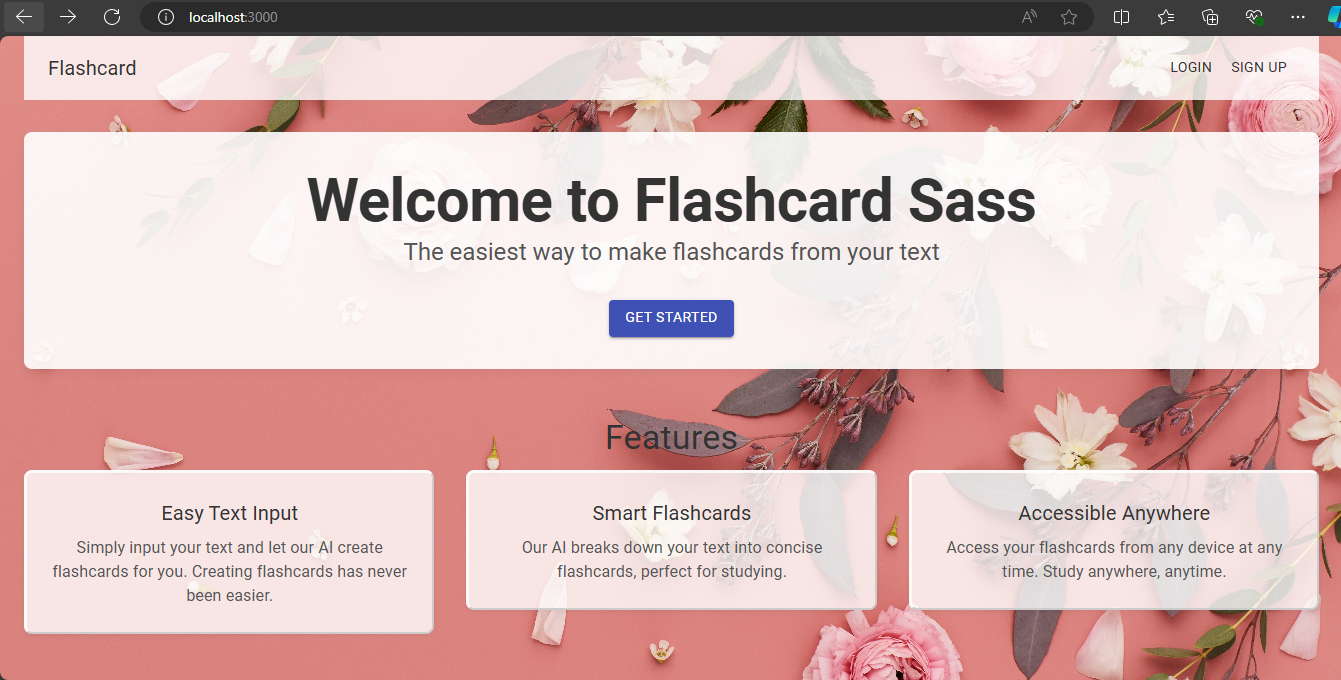 localhost:3000
Flashcard
LOGIN SIGN UP
Welcome to Flashcard Sass
The easiest way to make flashcards from your text
GET STARTED
Features
Easy Text Input
Simply input your text and let our AI create
flashcards for you. Creating flashcards has never
been easier.
Smart Flashcards
Our AI breaks down your text into concise
flashcards, perfect for studying.
Accessible Anywhere
Access your flashcards from any device at any
time. Study anywhere, anytime.